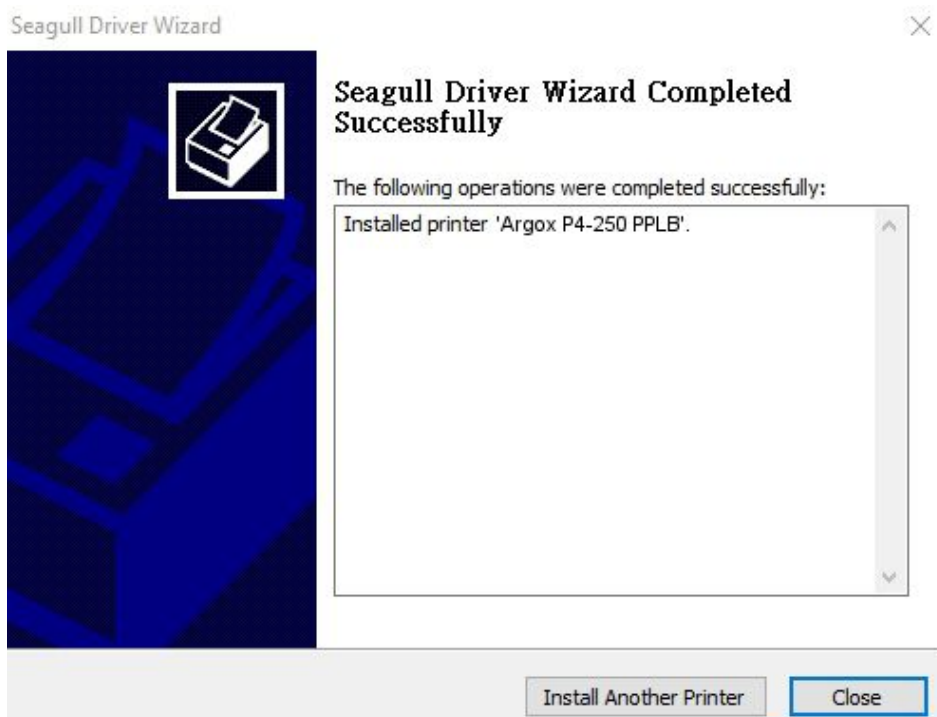 Seagull Driver Wizard
Seagull Driver Wizard Completed
Successfully
The following operations were completed successfully:
Installed printer 'Argox P4-250 PPLB'.
Install Another Printer
Close